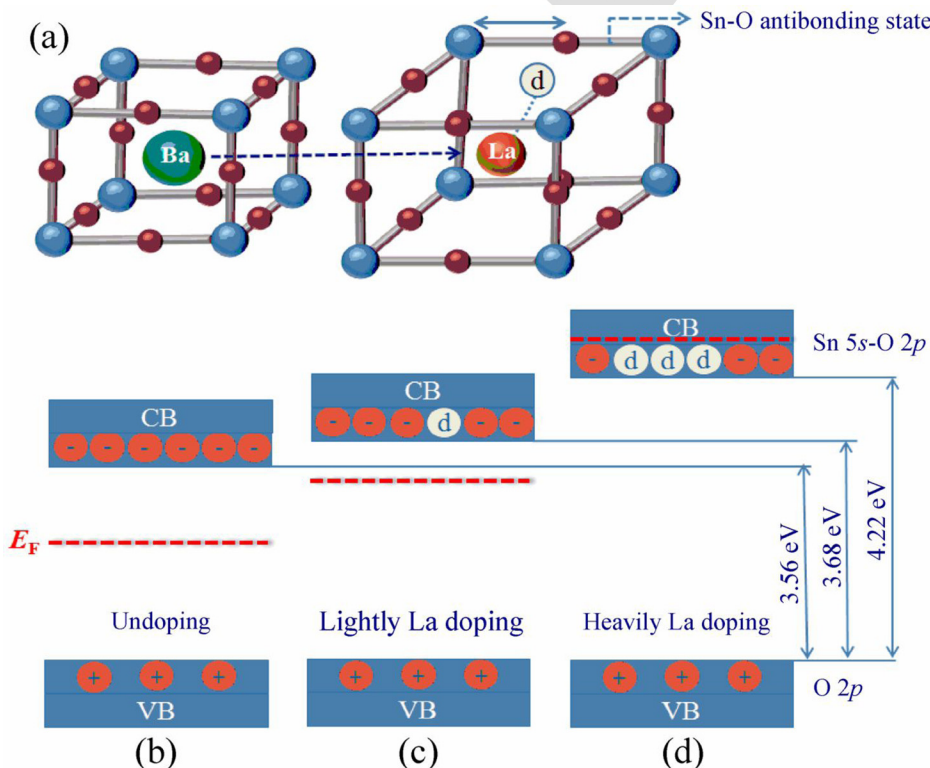 (a)
Sn-O antibonding state
d
Ba
La
CB
Sn 5s-O 2p
- d d d - -
CB
- - - d - -
CB
- - - - - -
E_F
3.56 eV
3.68 eV
4.22 eV
Undoping
Lightly La doping
Heavily La doping
+ + +
+ + +
+ + +
O 2p
VB
VB
VB
(b)
(c)
(d)